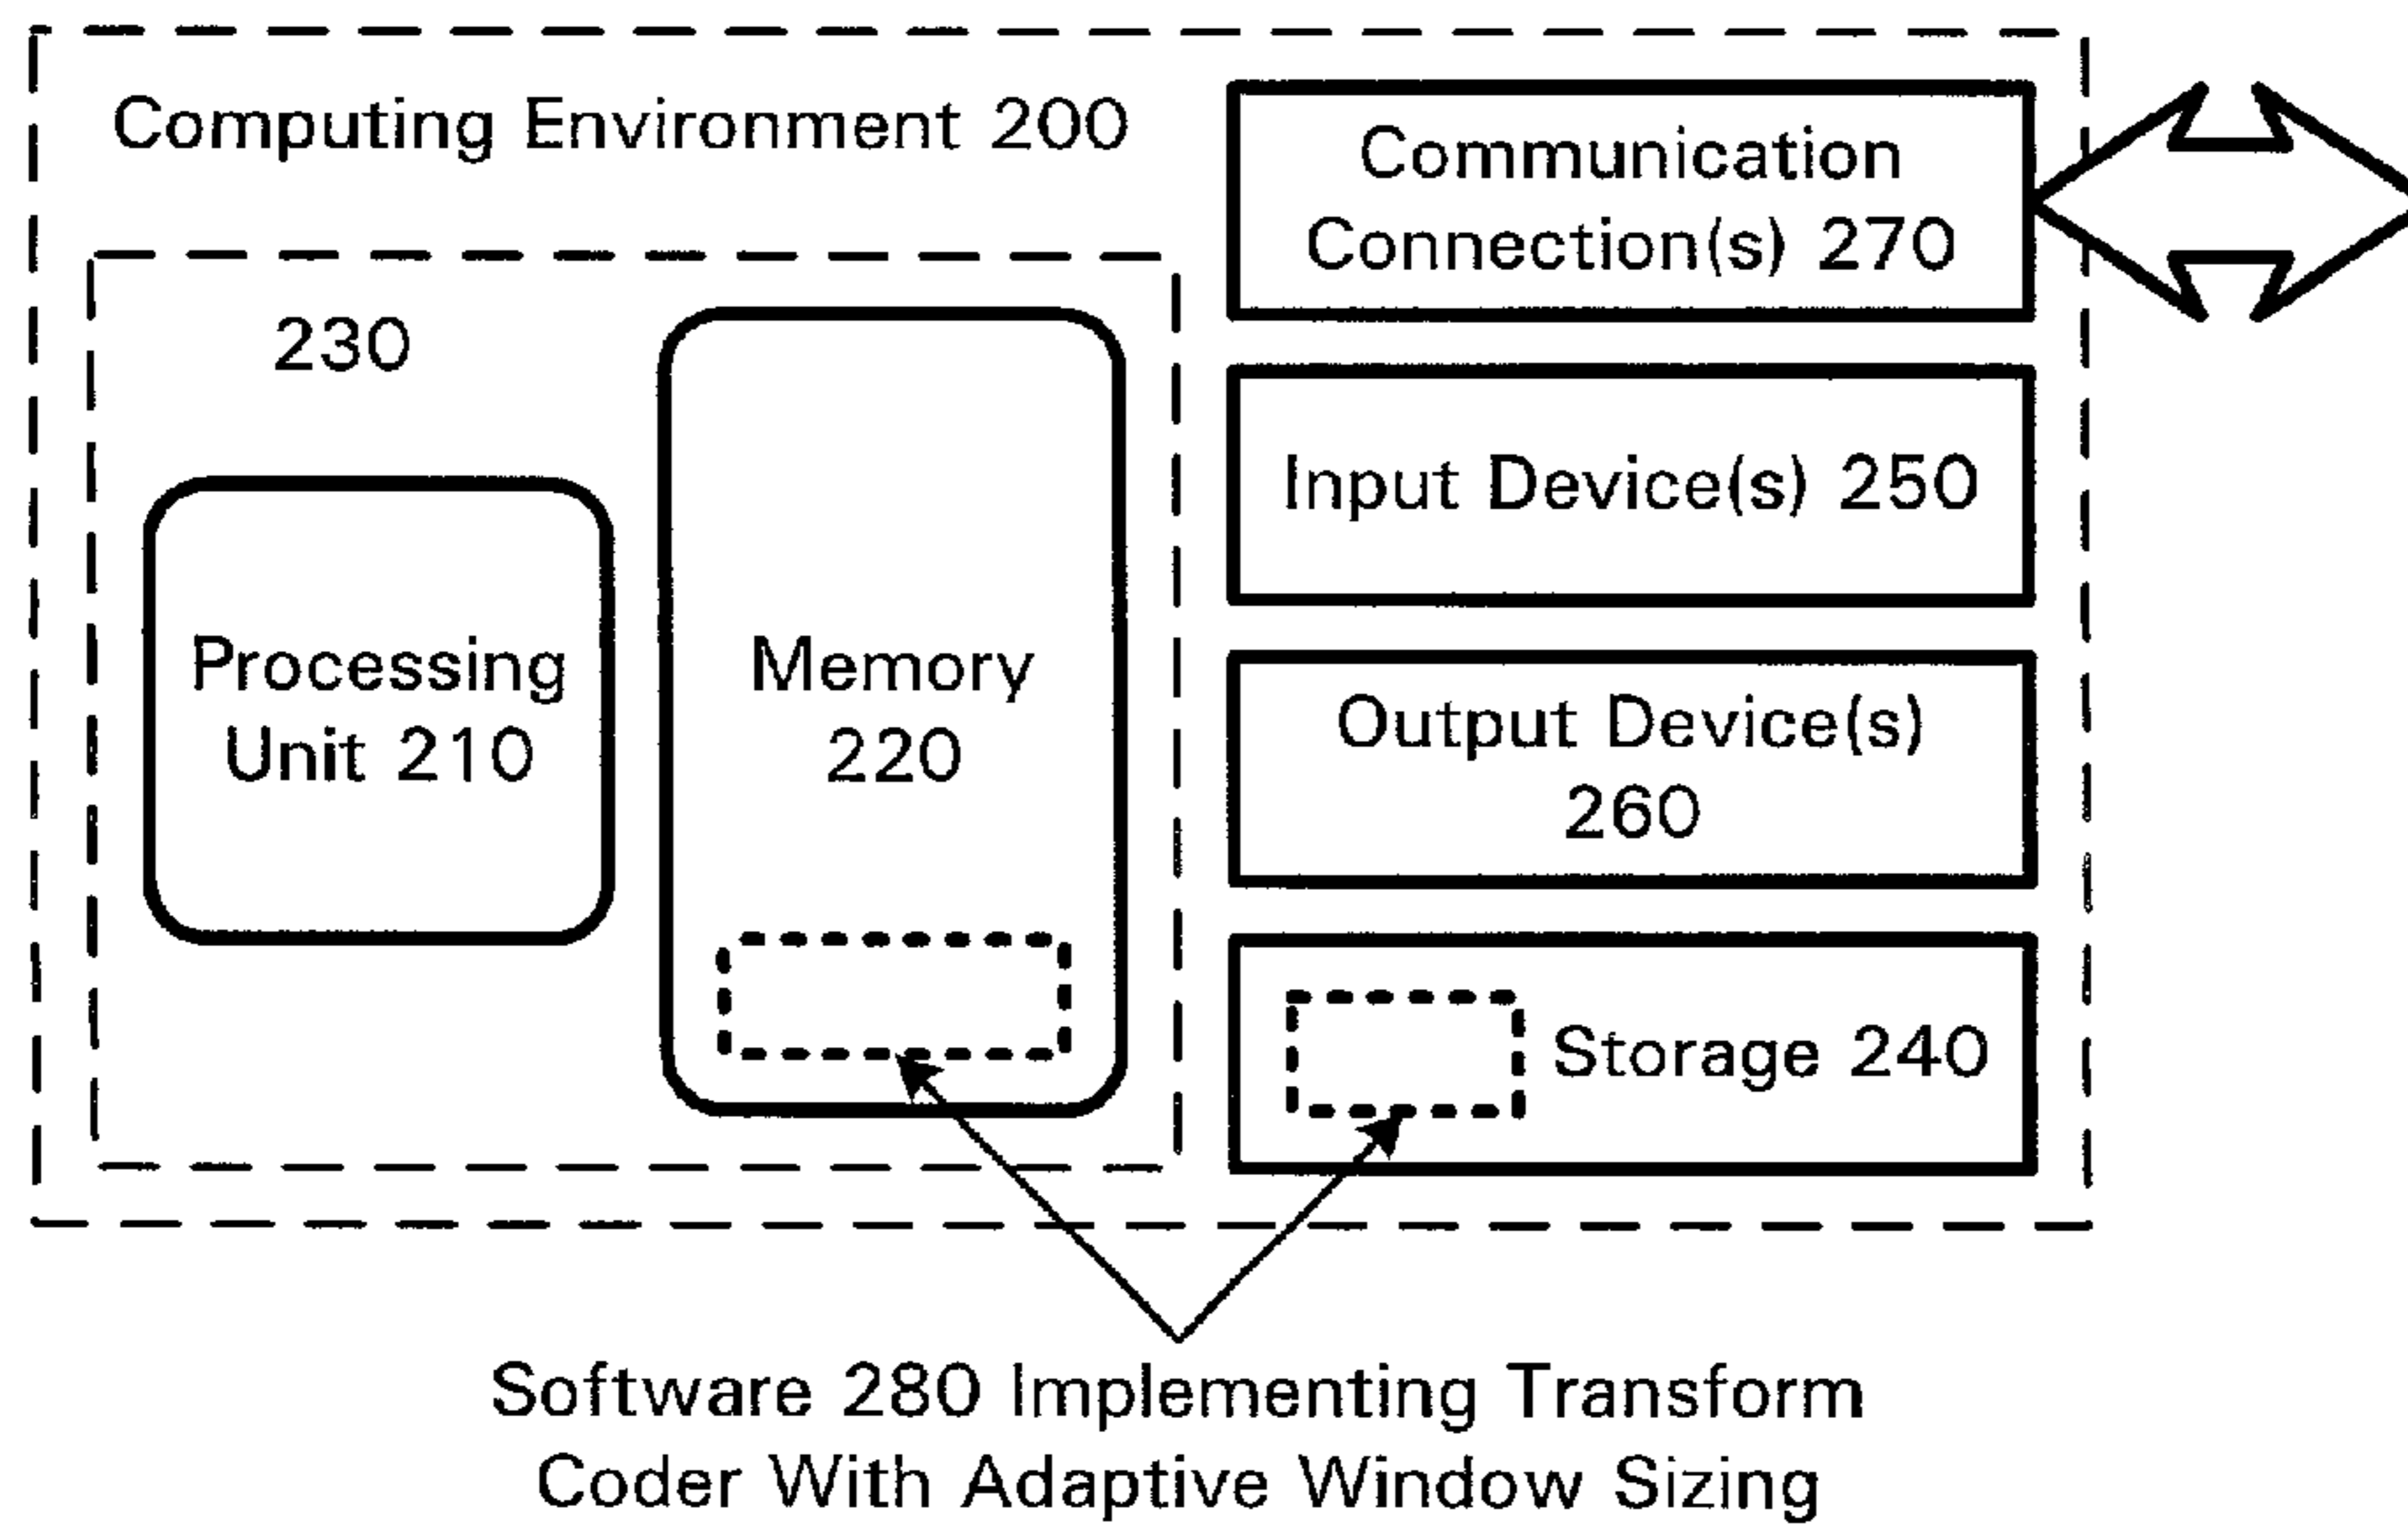 Computing Environment 200
230
Processing
Unit 210
Memory
220
Communication
Connection(s) 270
Input Device(s) 250
Output Device(s)
260
Storage 240
Software 280 Implementing Transform
Coder With Adaptive Window Sizing